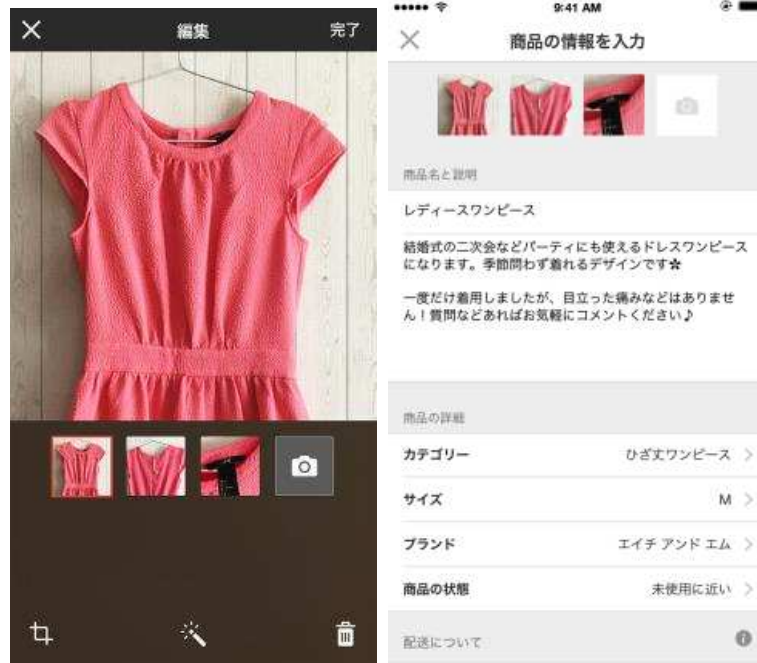 編集
完了
9:41 AM
商品の情報を入力
商品名と説明
レディースワンピース
結婚式の二次会などパーティにも使えるドレスワンピース
になります。季節問わず着れるデザインです✿
一度だけ着用しましたが、目立った痛みなどはありませ
ん！質問などあればお気軽にコメントください♪
商品の詳細
カテゴリー ひざ丈ワンピース
サイズ M
ブランド エイチ アンド エム
商品の状態 未使用に近い
配送について